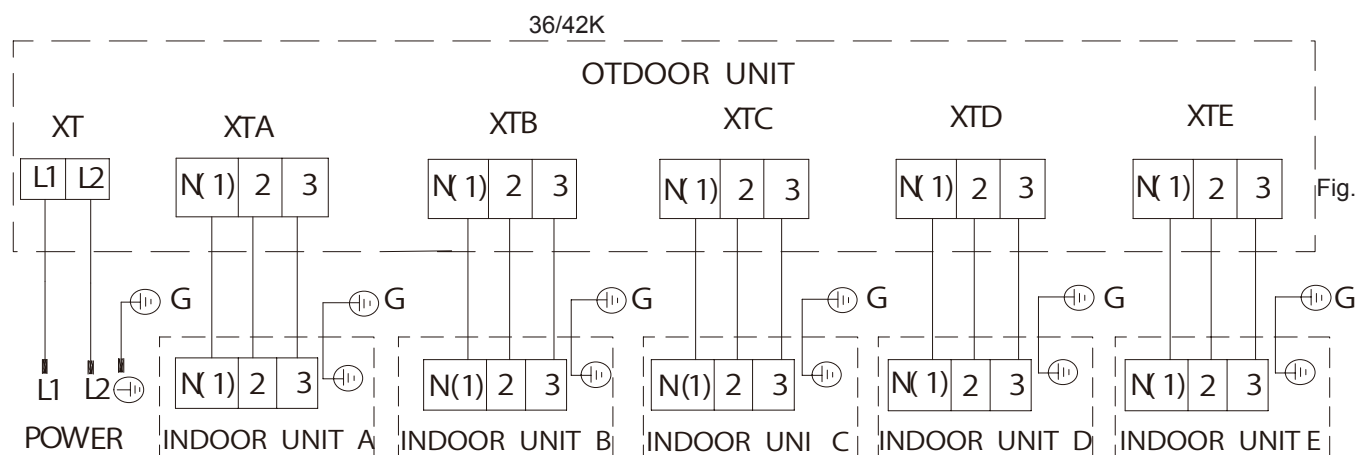 36/42K
OTDOOR UNIT
XT XTA XTB XTC XTD XTE
L1 L2 N(1) 2 3 N(1) 2 3 N(1) 2 3 N(1) 2 3 N(1) 2 3 Fig.
G G G G G G
L1 L2 N(1) 2 3 N(1) 2 3 N(1) 2 3 N(1) 2 3 N(1) 2 3
POWER INDOOR UNIT A INDOOR UNIT B INDOOR UNI C INDOOR UNIT D INDOOR UNIT E